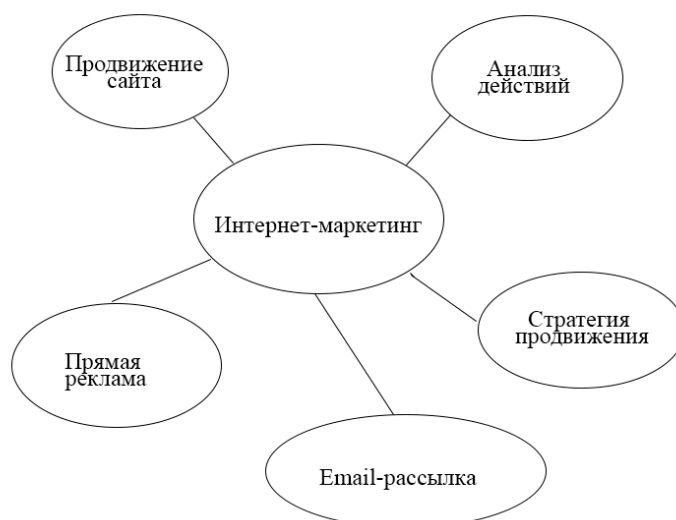 Продвижение
сайта
Анализ
действий
Интернет-маркетинг
Стратегия
продвижения
Прямая
реклама
Email-рассылка